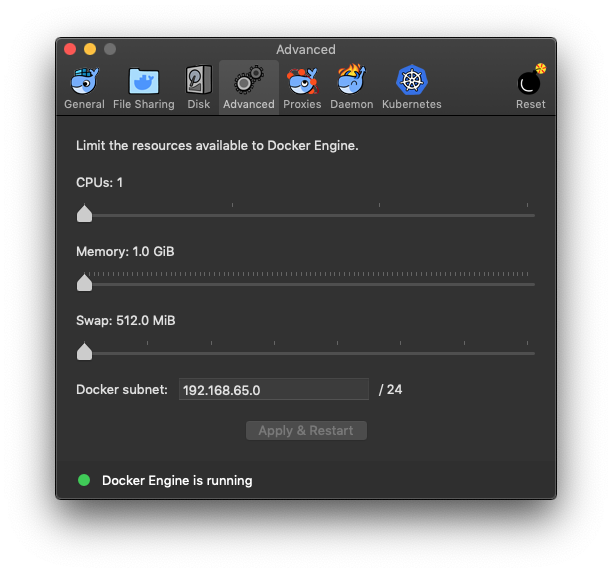 Advanced
General File Sharing Disk Advanced Proxies Daemon Kubernetes Reset
Limit the resources available to Docker Engine.
CPUs: 1
Memory: 1.0 GiB
Swap: 512.0 MiB
Docker subnet: 192.168.65.0 / 24
Apply & Restart
Docker Engine is running